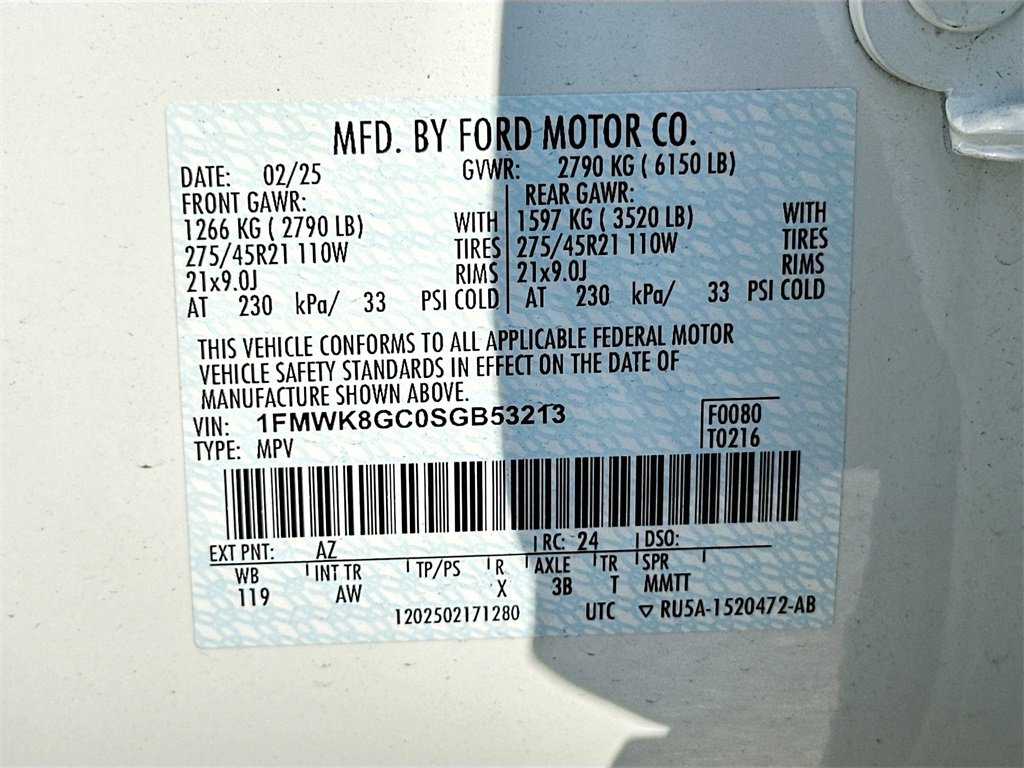 MFD. BY FORD MOTOR CO.
DATE: 02/25 GVWR: 2790 KG ( 6150 LB)
FRONT GAWR: REAR GAWR:
1266 KG ( 2790 LB) WITH 1597 KG ( 3520 LB) WITH
275/45R21 110W TIRES 275/45R21 110W TIRES
21x9.0J RIMS 21x9.0J RIMS
AT 230 kPa/ 33 PSI COLD AT 230 kPa/ 33 PSI COLD
THIS VEHICLE CONFORMS TO ALL APPLICABLE FEDERAL MOTOR
VEHICLE SAFETY STANDARDS IN EFFECT ON THE DATE OF
MANUFACTURE SHOWN ABOVE.
VIN: 1FMWK8GC0SGB53213 F0080
TYPE: MPV T0216
EXT PNT: AZ RC: 24 DSO:
WB INT TR TP/PS R AXLE TR SPR
119 AW X 3B T MMTT
1202502171280 UTC ▽ RU5A-1520472-AB